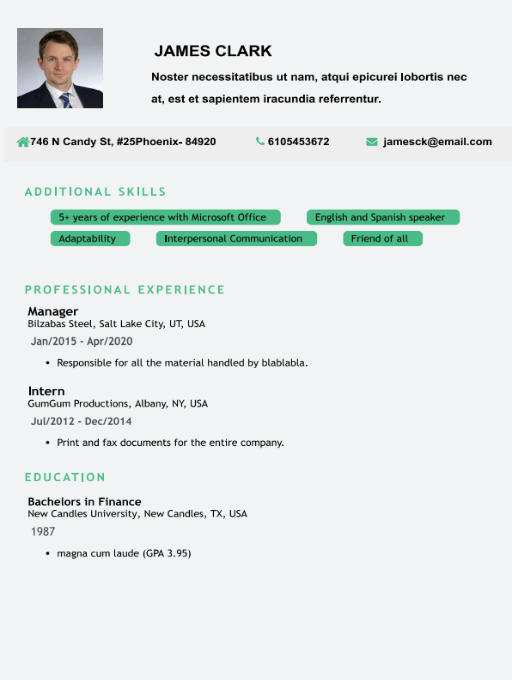 JAMES CLARK
Noster necessitatibus ut nam, atqui epicurei lobortis nec
at, est et sapientem iracundia referrentur.
746 N Candy St, #25Phoenix- 84920 6105453672 jamesck@email.com
ADDITIONAL SKILLS
5+ years of experience with Microsoft Office English and Spanish speaker
Adaptability Interpersonal Communication Friend of all
PROFESSIONAL EXPERIENCE
Manager
Bilzabas Steel, Salt Lake City, UT, USA
Jan/2015 - Apr/2020
• Responsible for all the material handled by blablabla.
Intern
GumGum Productions, Albany, NY, USA
Jul/2012 - Dec/2014
• Print and fax documents for the entire company.
EDUCATION
Bachelors in Finance
New Candles University, New Candles, TX, USA
1987
• magna cum laude (GPA 3.95)